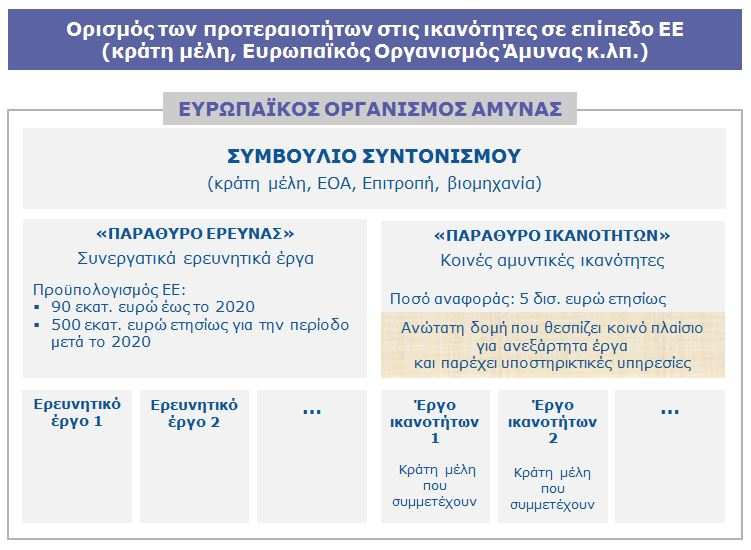 Ορισμός των προτεραιοτήτων στις ικανότητες σε επίπεδο ΕΕ
(κράτη μέλη, Ευρωπαϊκός Οργανισμός Άμυνας κ.λπ.)
ΕΥΡΩΠΑΪΚΟΣ ΟΡΓΑΝΙΣΜΟΣ ΑΜΥΝΑΣ
ΣΥΜΒΟΥΛΙΟ ΣΥΝΤΟΝΙΣΜΟΥ
(κράτη μέλη, ΕΟΑ, Επιτροπή, βιομηχανία)
«ΠΑΡΑΘΥΡΟ ΕΡΕΥΝΑΣ»
Συνεργατικά ερευνητικά έργα
Προϋπολογισμός ΕΕ:
▪ 90 εκατ. ευρώ έως το 2020
▪ 500 εκατ. ευρώ ετησίως για την περίοδο
μετά το 2020
«ΠΑΡΑΘΥΡΟ ΙΚΑΝΟΤΗΤΩΝ»
Κοινές αμυντικές ικανότητες
Ποσό αναφοράς: 5 δισ. ευρώ ετησίως
Ανώτατη δομή που θεσπίζει κοινό πλαίσιο
για ανεξάρτητα έργα
και παρέχει υποστηρικτικές υπηρεσίες
Ερευνητικό
έργο 1
Ερευνητικό
έργο 2
...
Έργο
ικανοτήτων
1
Κράτη μέλη
που
συμμετέχουν
Έργο
ικανοτήτων
2
Κράτη μέλη
που
συμμετέχουν
...